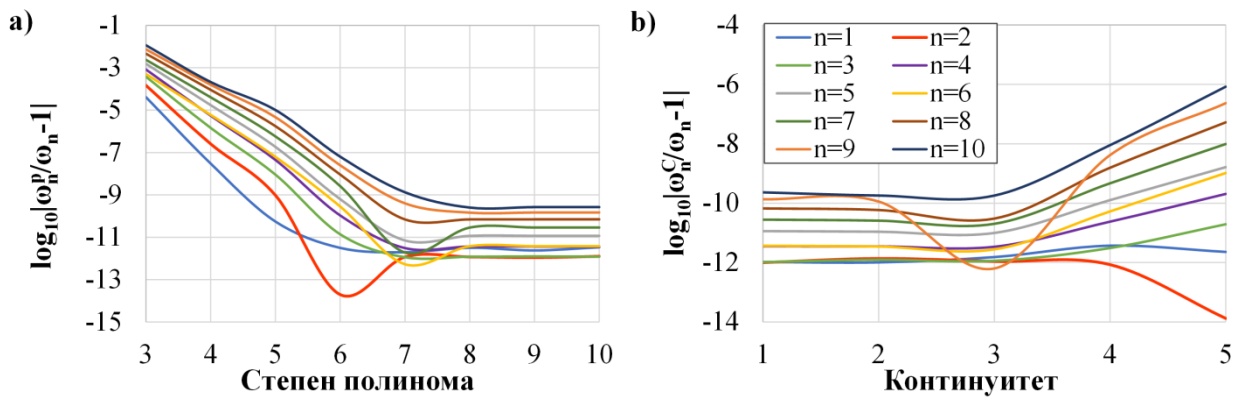 a)
log₁₀|ωₙᵖ/ωₙ-1|
-1
-3
-5
-7
-9
-11
-13
-15
3 4 5 6 7 8 9 10
Степен полинома
b)
log₁₀|ωₙᶜ/ωₙ-1|
-4
-6
-8
-10
-12
-14
n=1 n=2
n=3 n=4
n=5 n=6
n=7 n=8
n=9 n=10
1 2 3 4 5
Континуитет